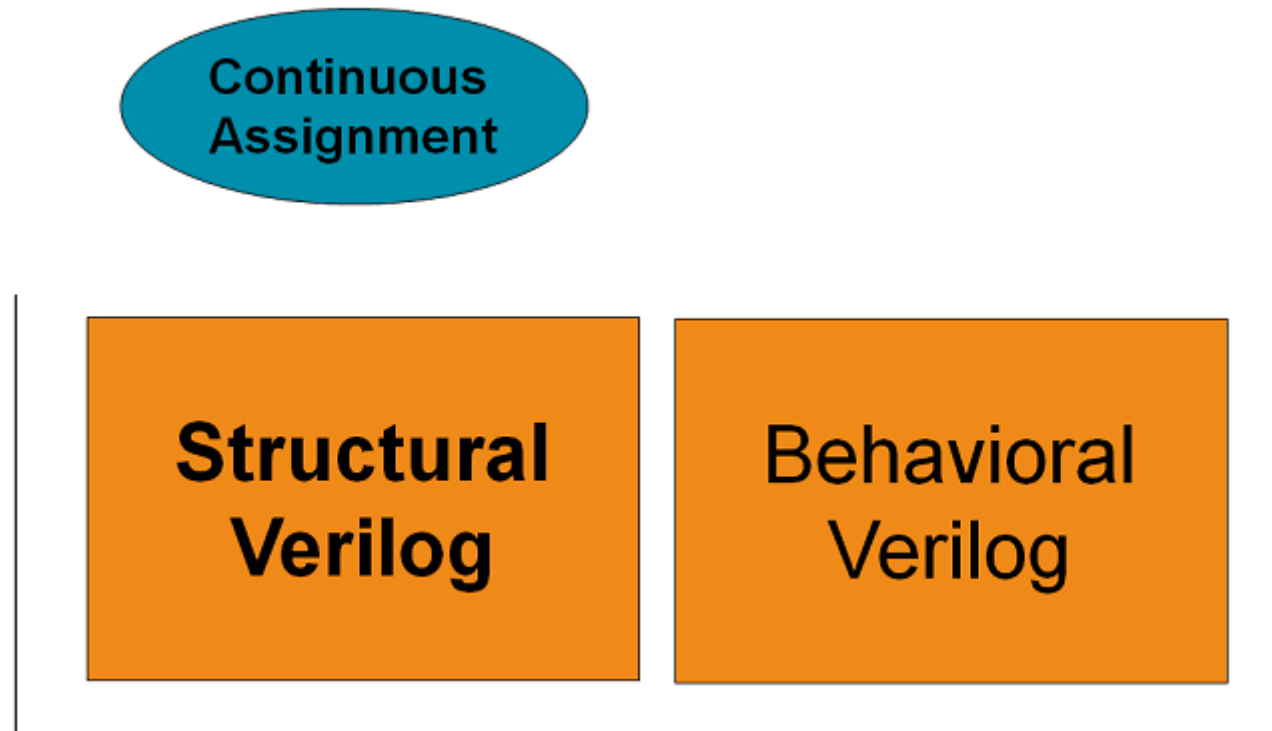 Continuous
Assignment
Structural
Verilog
Behavioral
Verilog